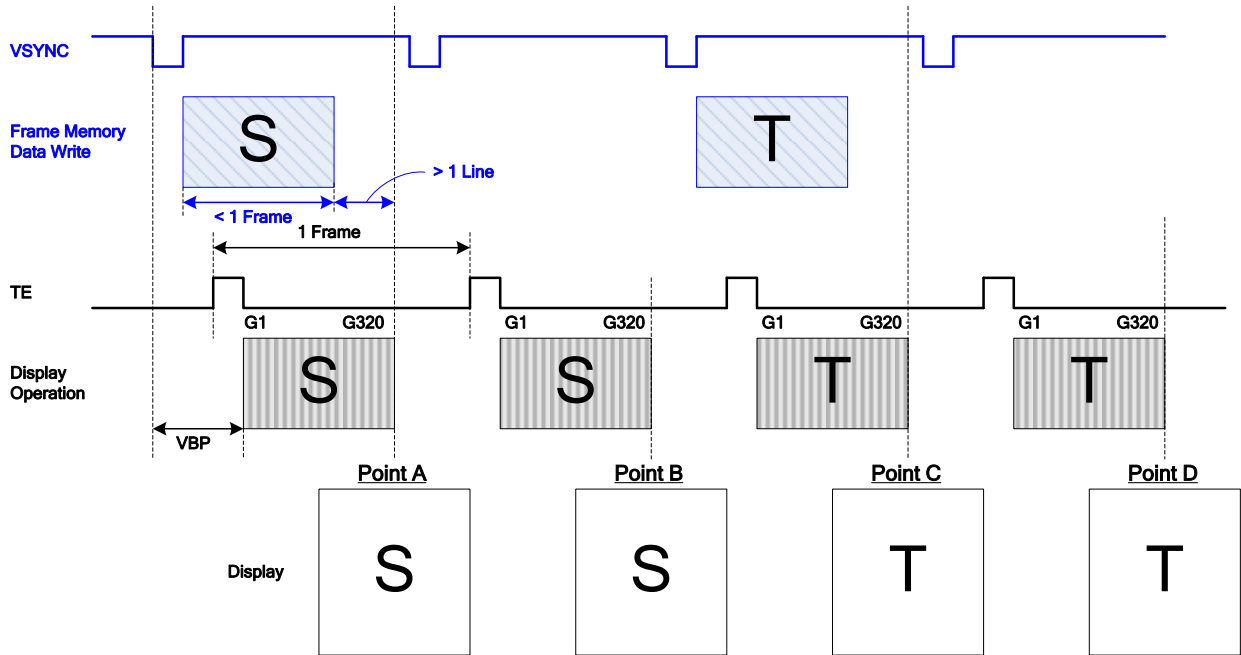 VSYNC
Frame Memory
Data Write
S
T
> 1 Line
< 1 Frame
1 Frame
TE
G1 G320 G1 G320 G1 G320 G1 G320
Display
Operation
S S T T
VBP
Point A Point B Point C Point D
Display
S S T T